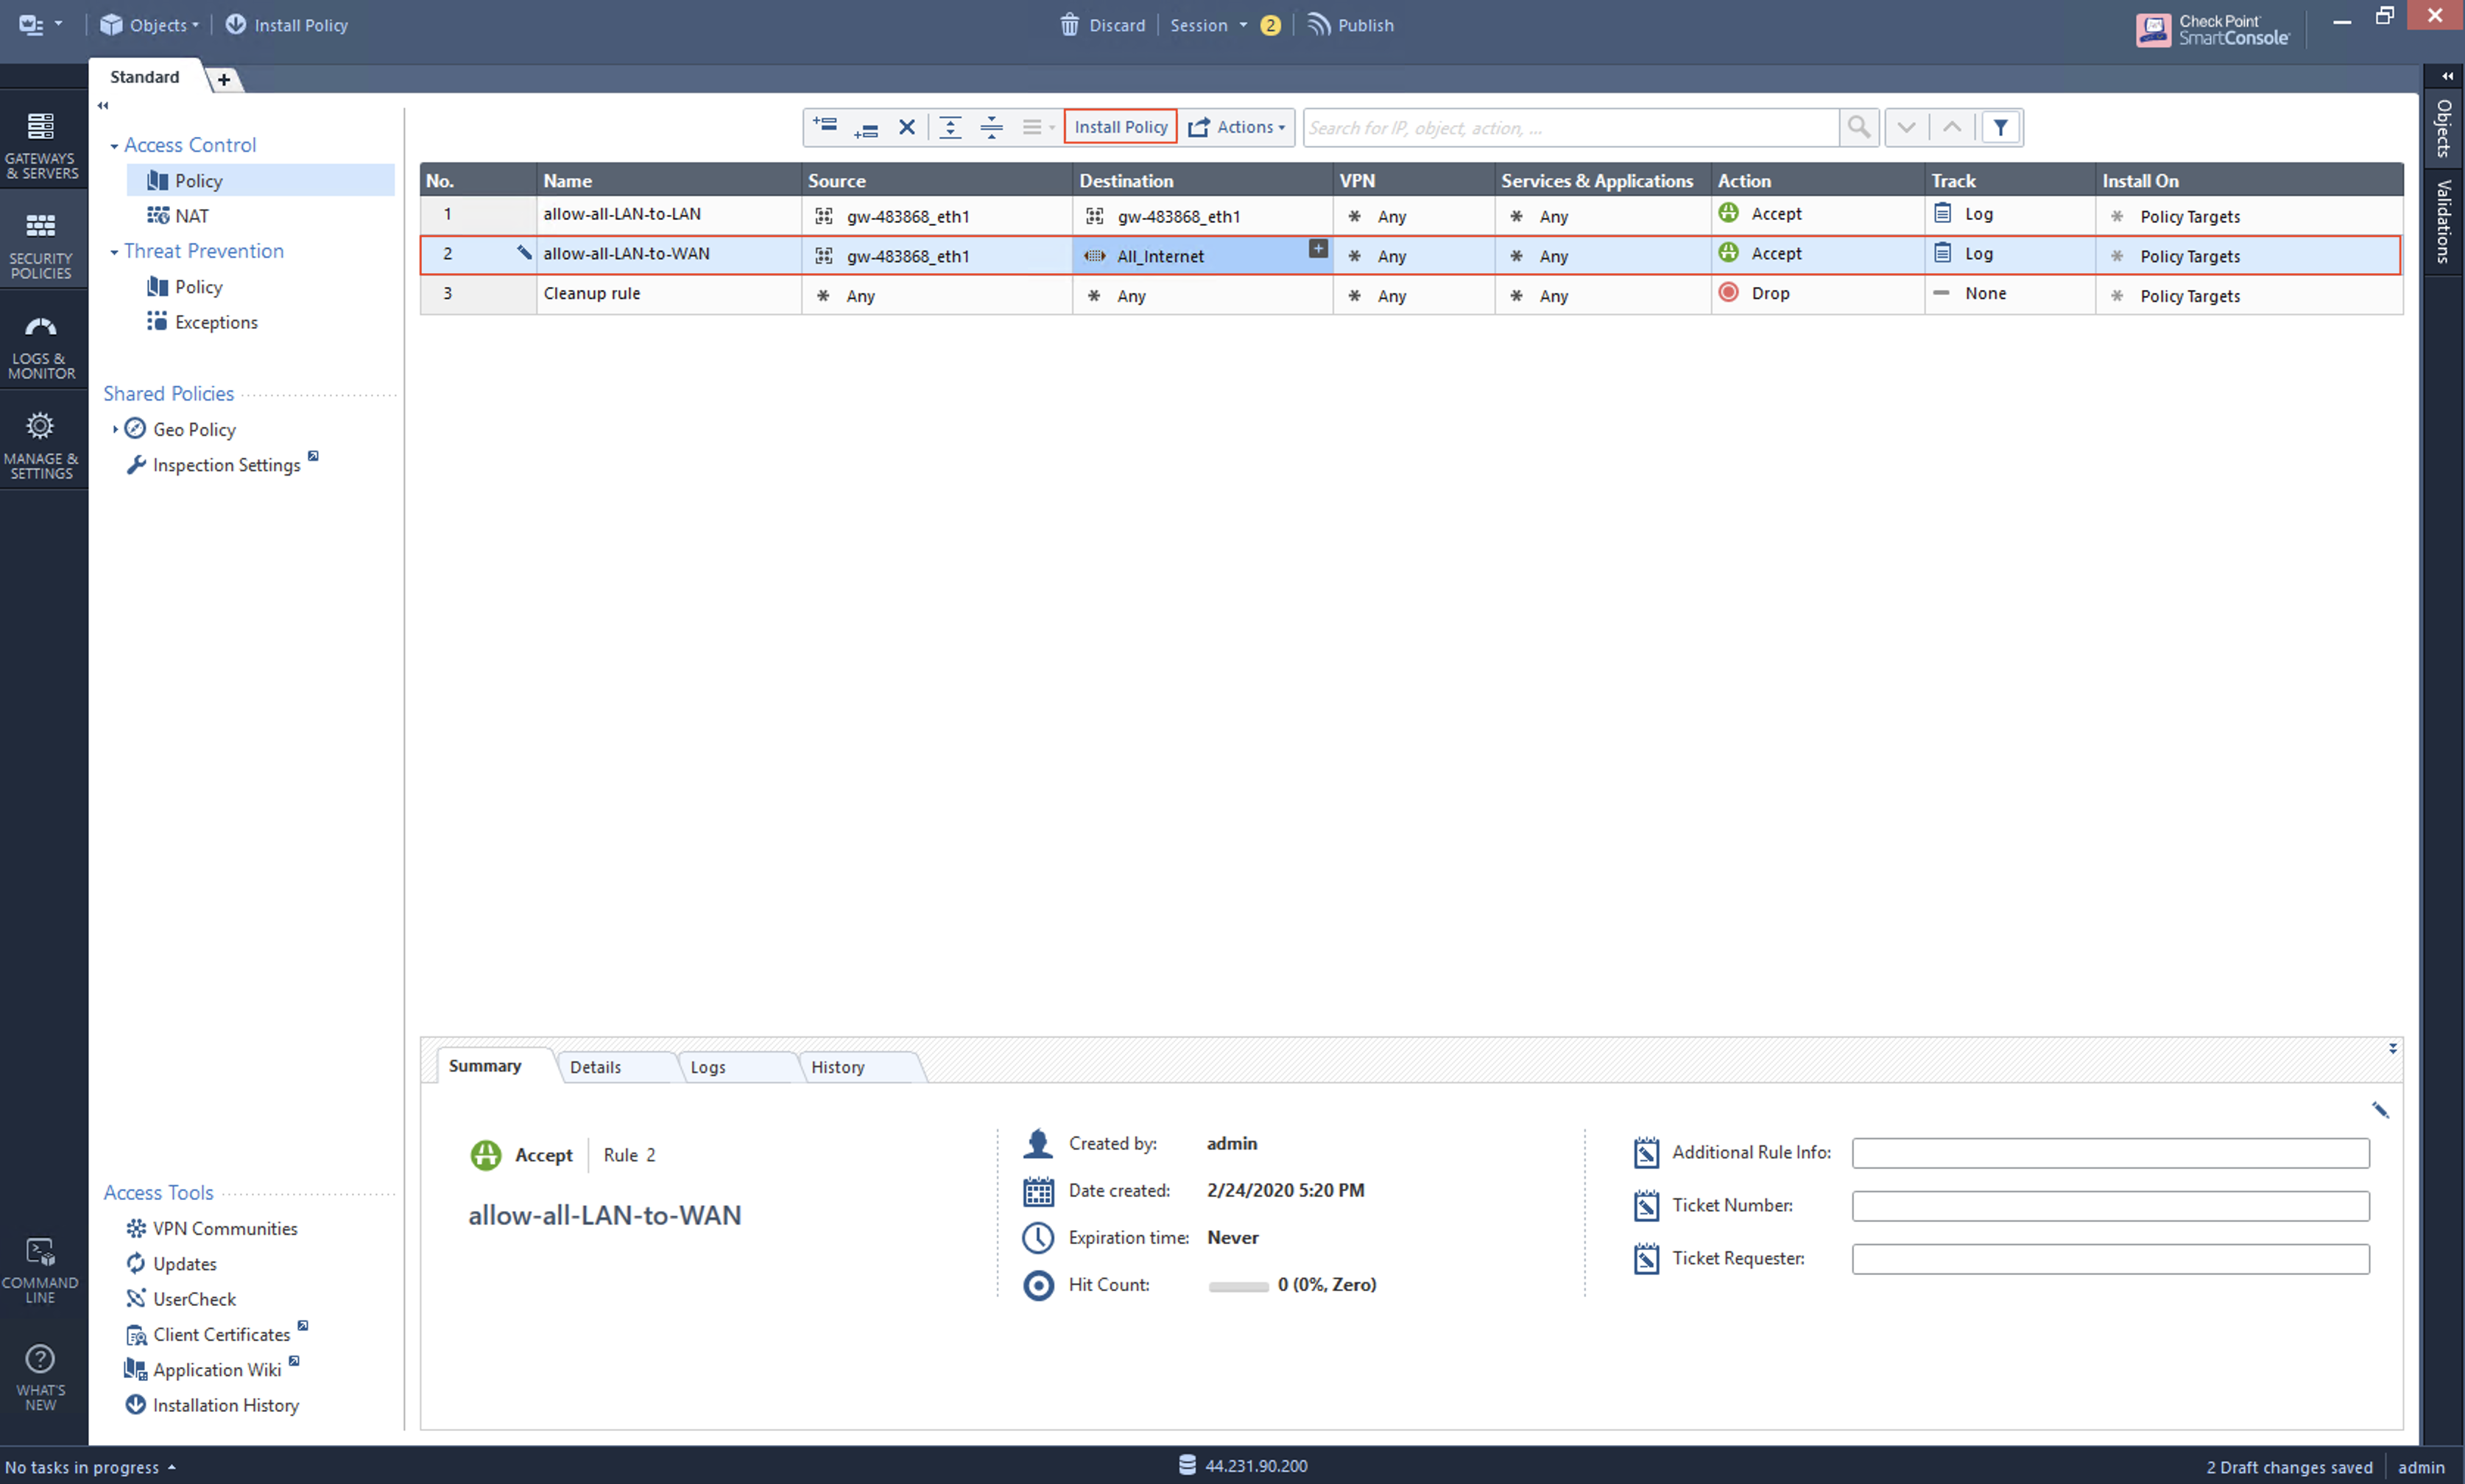 Objects
Install Policy
Discard
Session
2
Publish
Check Point
SmartConsole
Standard
+
Access Control
Policy
NAT
Threat Prevention
Policy
Exceptions
Shared Policies
Geo Policy
Inspection Settings
Access Tools
VPN Communities
Updates
UserCheck
Client Certificates
Application Wiki
Installation History
GATEWAYS
& SERVERS
SECURITY
POLICIES
LOGS &
MONITOR
MANAGE &
SETTINGS
COMMAND
LINE
WHAT'S
NEW
Install Policy
Actions
Search for IP, object, action, ...
No. Name Source Destination VPN Services & Applications Action Track Install On
1 allow-all-LAN-to-LAN gw-483868_eth1 gw-483868_eth1 Any Any Accept Log Policy Targets
2 allow-all-LAN-to-WAN gw-483868_eth1 All_Internet Any Any Accept Log Policy Targets
3 Cleanup rule Any Any Any Any Drop None Policy Targets
Summary
Details
Logs
History
Accept
Rule 2
allow-all-LAN-to-WAN
Created by: admin
Date created: 2/24/2020 5:20 PM
Expiration time: Never
Hit Count: 0 (0%, Zero)
Additional Rule Info:
Ticket Number:
Ticket Requester:
Objects
Validations
No tasks in progress
44.231.90.200
2 Draft changes saved
admin